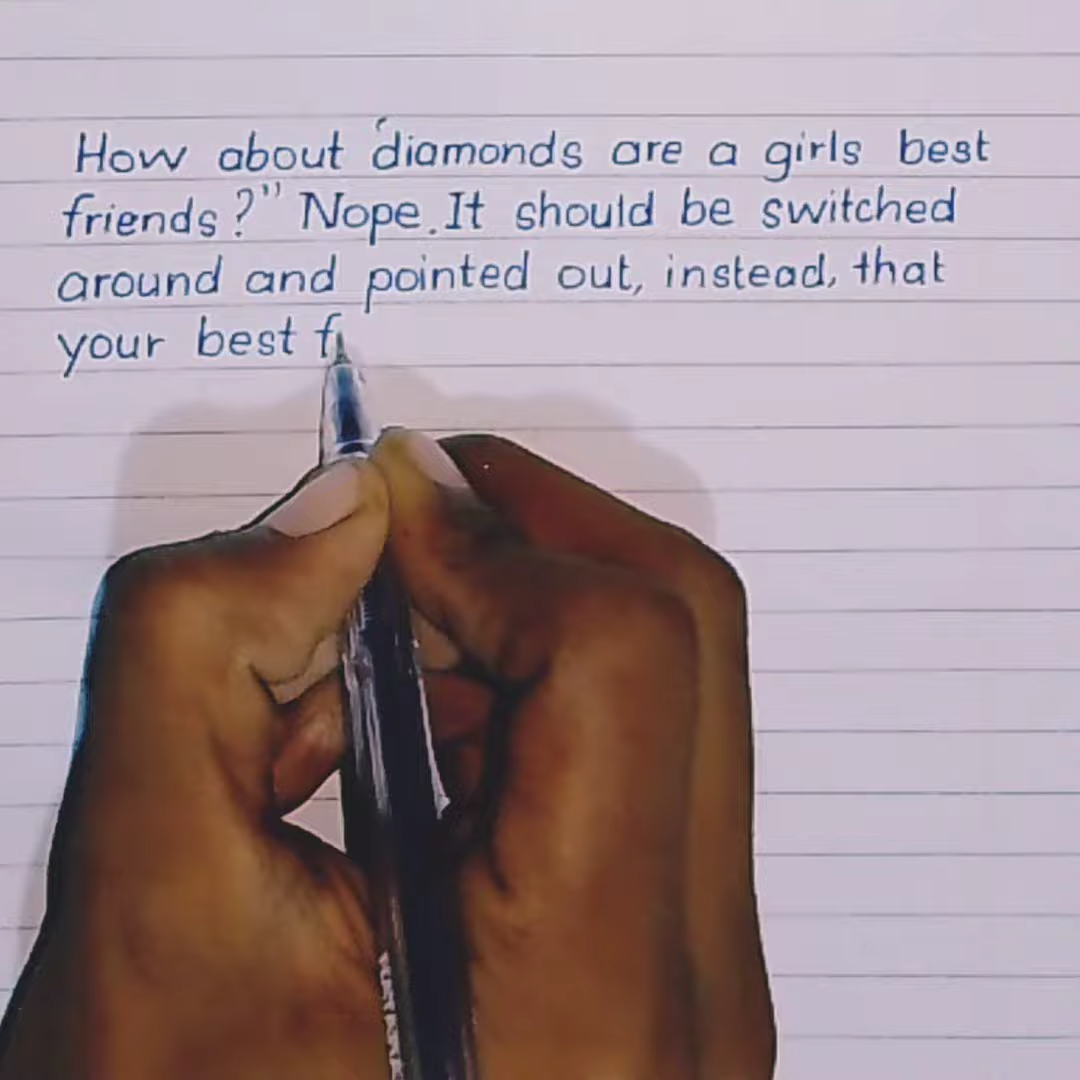 How about 'diamonds are a girls best
friends?" Nope. It should be switched
around and pointed out, instead, that
your best f